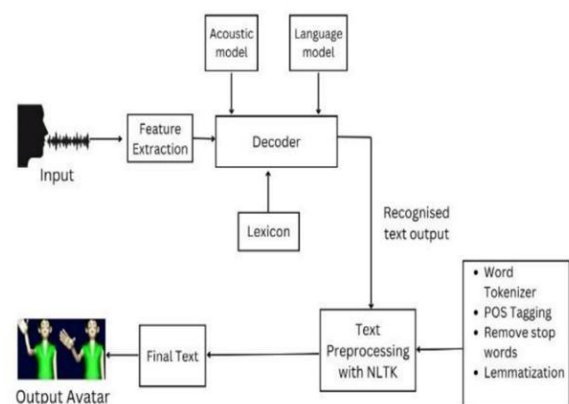 Acoustic
model
Language
model
Feature
Extraction
Decoder
Input
Lexicon
Recognised
text output
• Word
Tokenizer
• POS Tagging
• Remove stop
words
• Lemmatization
Text
Preprocessing
with NLTK
Final Text
Output Avatar